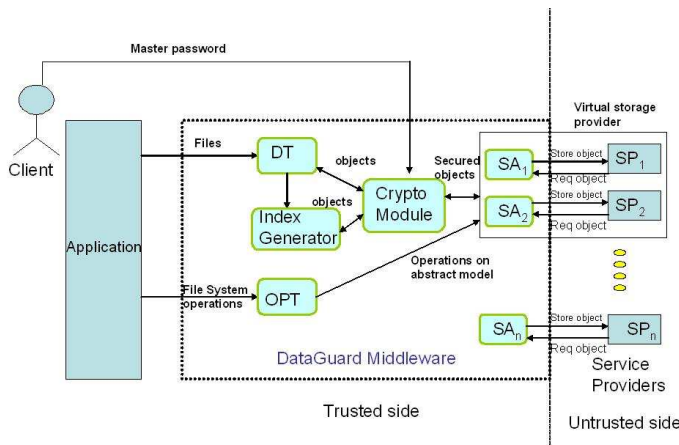 Master password
Virtual storage
provider
Client
Application
Files
DT
objects
objects
Index
Generator
Crypto
Module
Secured
objects
SA1
Store object
Req object
SP1
SA2
Store object
Req object
SP2
File System
operations
OPT
Operations on
abstract model
SAn
Store object
Req object
SPn
DataGuard Middleware
Service
Providers
Trusted side
Untrusted side